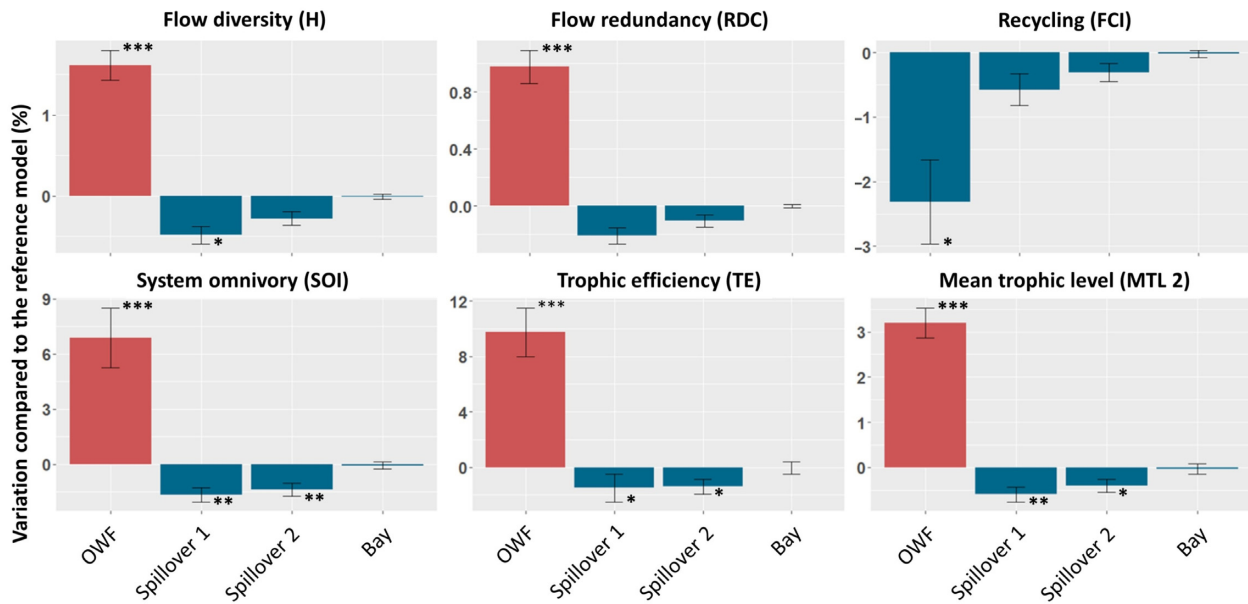 Variation compared to the reference model (%)
Flow diversity (H)
1
0
***
*
Flow redundancy (RDC)
0.8
0.4
0.0
***
Recycling (FCI)
0
−1
−2
−3
*
System omnivory (SOI)
9
6
3
0
***
**
**
Trophic efficiency (TE)
12
8
4
0
***
*
*
Mean trophic level (MTL 2)
3
3
1
0
***
**
*
OWF
Spillover 1
Spillover 2
Bay
OWF
Spillover 1
Spillover 2
Bay
OWF
Spillover 1
Spillover 2
Bay